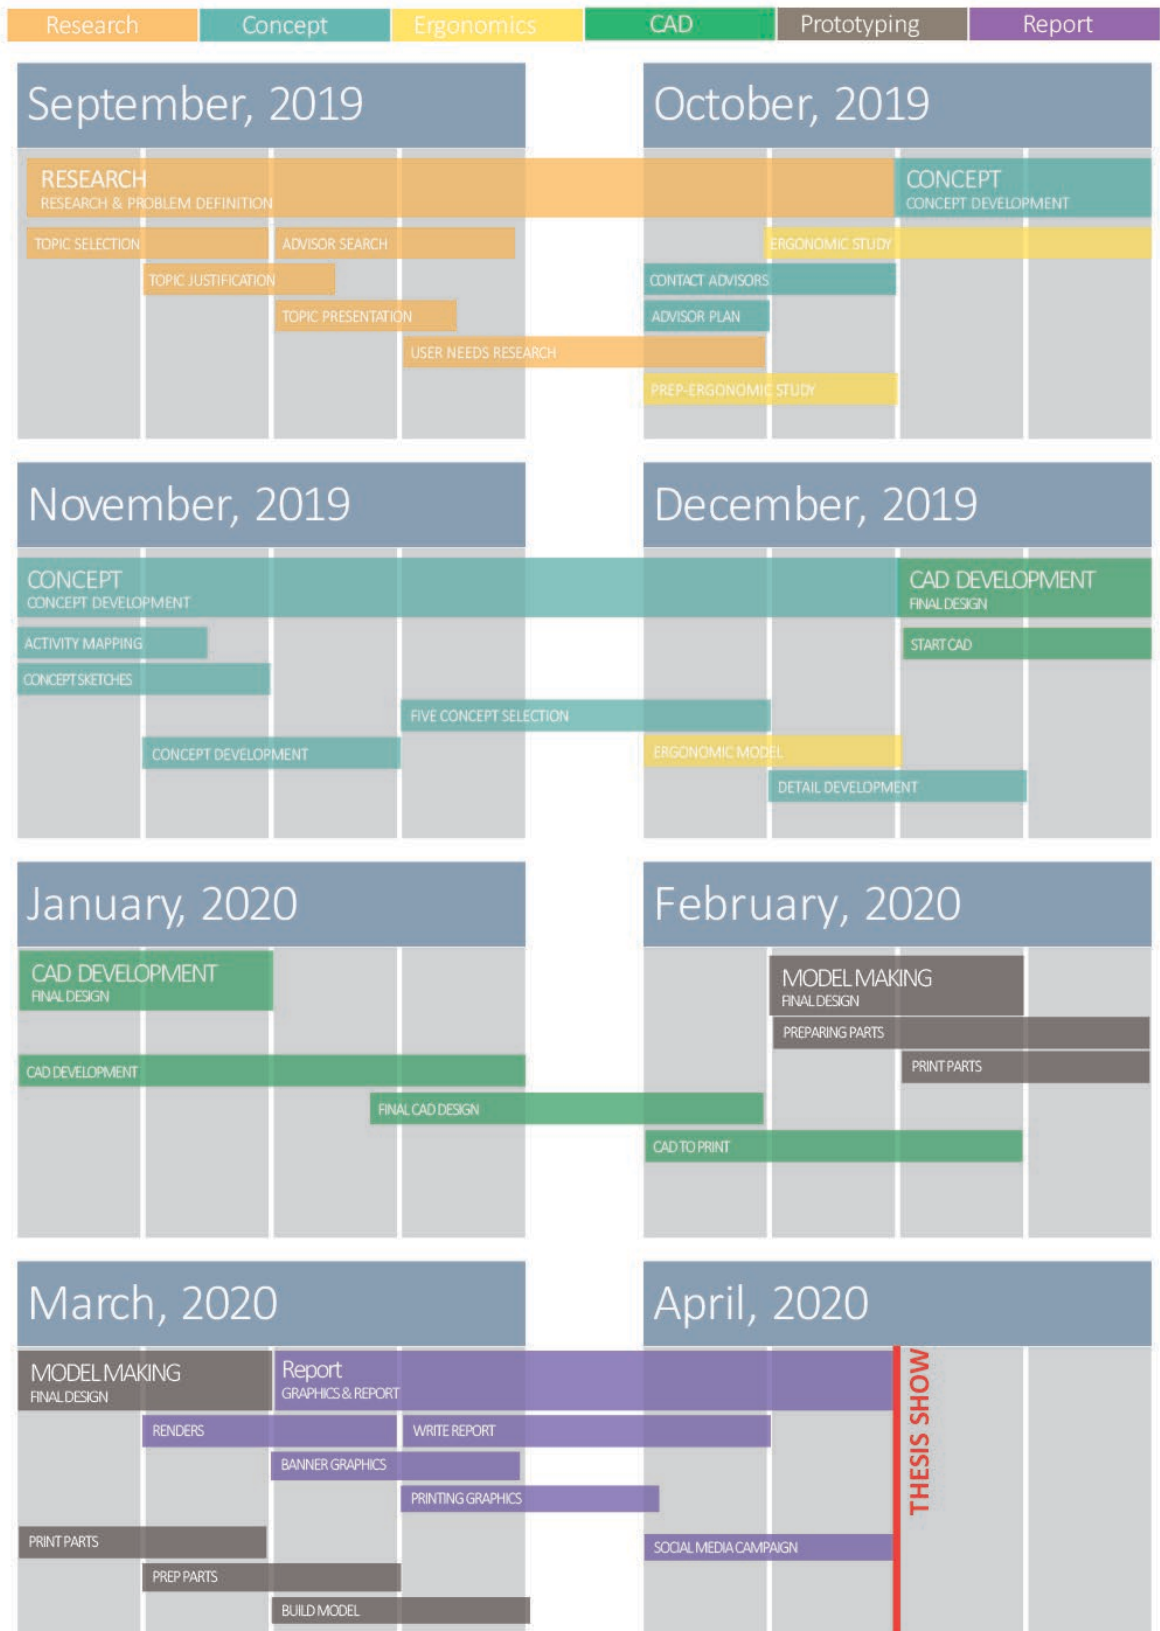 Research Concept Ergonomics CAD Prototyping Report
September, 2019
RESEARCH
RESEARCH & PROBLEM DEFINITION
TOPIC SELECTION
ADVISOR SEARCH
TOPIC JUSTIFICATION
TOPIC PRESENTATION
USER NEEDS RESEARCH
October, 2019
CONCEPT
CONCEPT DEVELOPMENT
ERGONOMIC STUDY
CONTACT ADVISORS
ADVISOR PLAN
PREP-ERGONOMIC STUDY
November, 2019
CONCEPT
CONCEPT DEVELOPMENT
ACTIVITY MAPPING
CONCEPT SKETCHES
FIVE CONCEPT SELECTION
CONCEPT DEVELOPMENT
December, 2019
CAD DEVELOPMENT
FINAL DESIGN
START CAD
ERGONOMIC MODEL
DETAIL DEVELOPMENT
January, 2020
CAD DEVELOPMENT
FINAL DESIGN
CAD DEVELOPMENT
FINAL CAD DESIGN
February, 2020
MODEL MAKING
FINAL DESIGN
PREPARING PARTS
PRINT PARTS
CAD TO PRINT
March, 2020
MODEL MAKING
FINAL DESIGN
Report
GRAPHICS & REPORT
RENDERS
WRITE REPORT
BANNER GRAPHICS
PRINTING GRAPHICS
PRINT PARTS
PREP PARTS
BUILD MODEL
April, 2020
THESIS SHOW
SOCIAL MEDIA CAMPAIGN